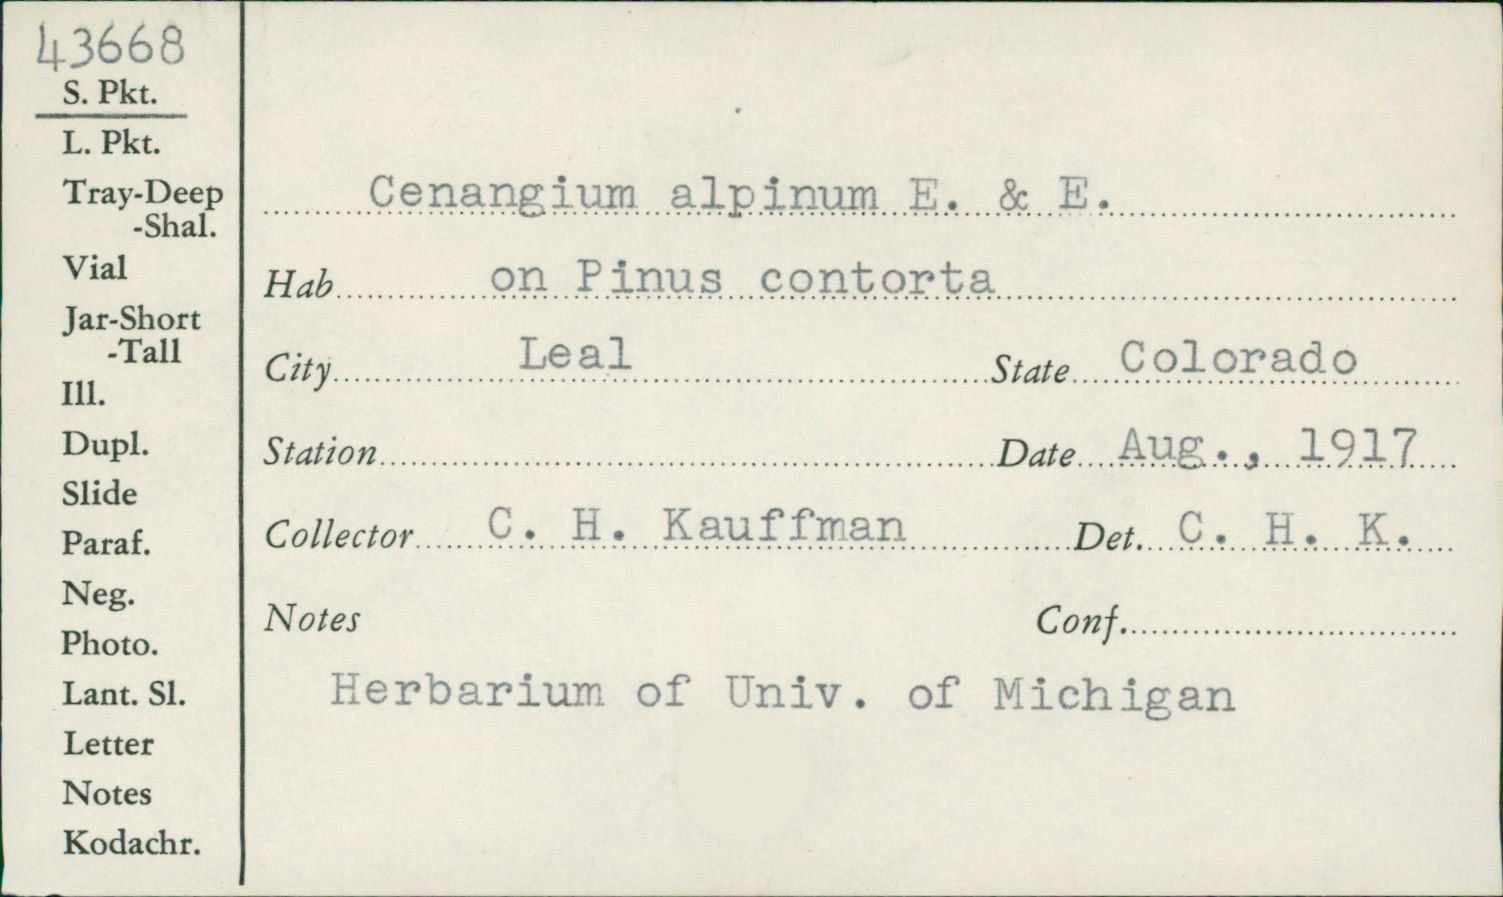 43668
S. Pkt.
L. Pkt.
Tray-Deep
-Shal.
Vial
Jar-Short
-Tall
Ill.
Dupl.
Slide
Paraf.
Neg.
Photo.
Lant. Sl.
Letter
Notes
Kodachr.
Cenangium alpinum E. & E.
Hab on Pinus contorta
City Leal State Colorado
Station Date Aug., 1917
Collector C. H. Kauffman Det. C. H. K.
Notes Conf.
Herbarium of Univ. of Michigan